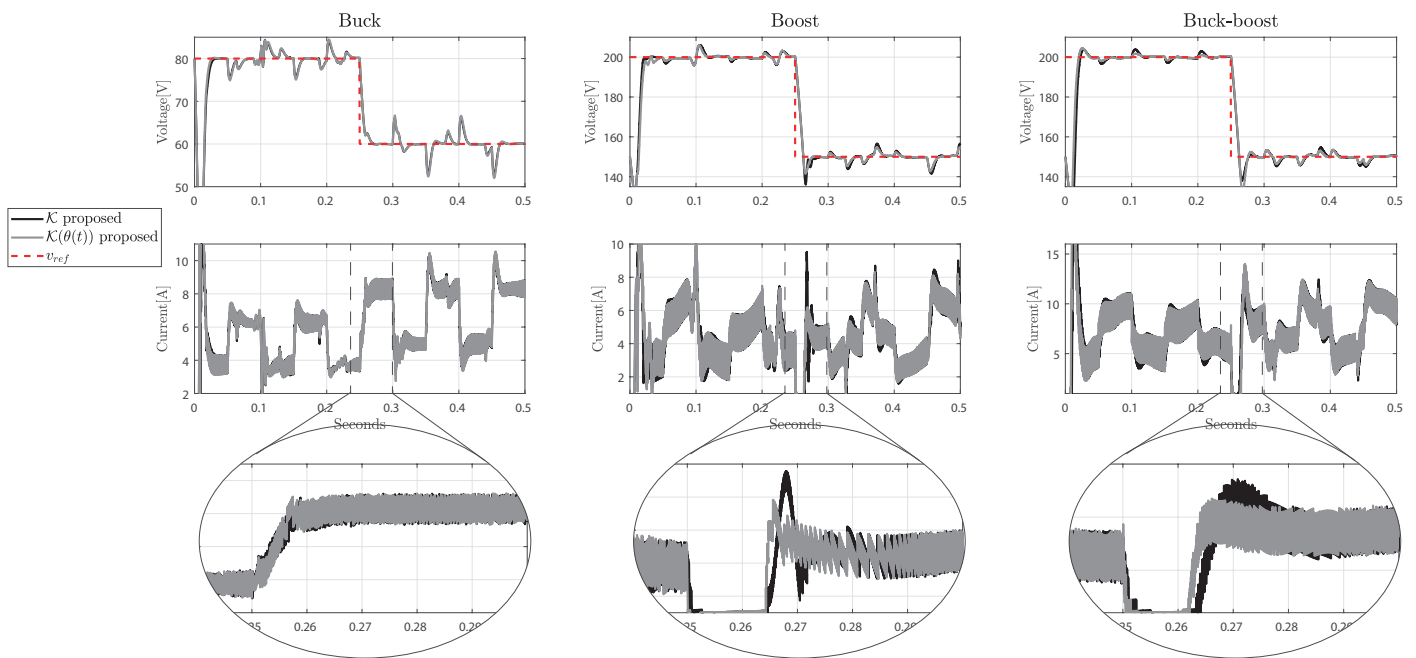 Buck Boost Buck-boost
Voltage[V] 80 70 60 50
0 0.1 0.2 0.3 0.4 0.5
Voltage[V] 200 180 160 140
0 0.1 0.2 0.3 0.4 0.5
Voltage[V] 200 180 160 140
0 0.1 0.2 0.3 0.4 0.5
𝒦 proposed
𝒦(θ(t)) proposed
v_ref
Current[A] 10 8 6 4 2
0 0.1 0.2 0.3 0.4 0.5
Seconds
Current[A] 10 8 6 4 2
0 0.1 0.2 0.3 0.4 0.5
Seconds
Current[A] 15 10 5
0 0.1 0.2 0.3 0.4 0.5
Seconds
0.26 0.27 0.28
0.26 0.27 0.28
0.26 0.27 0.28